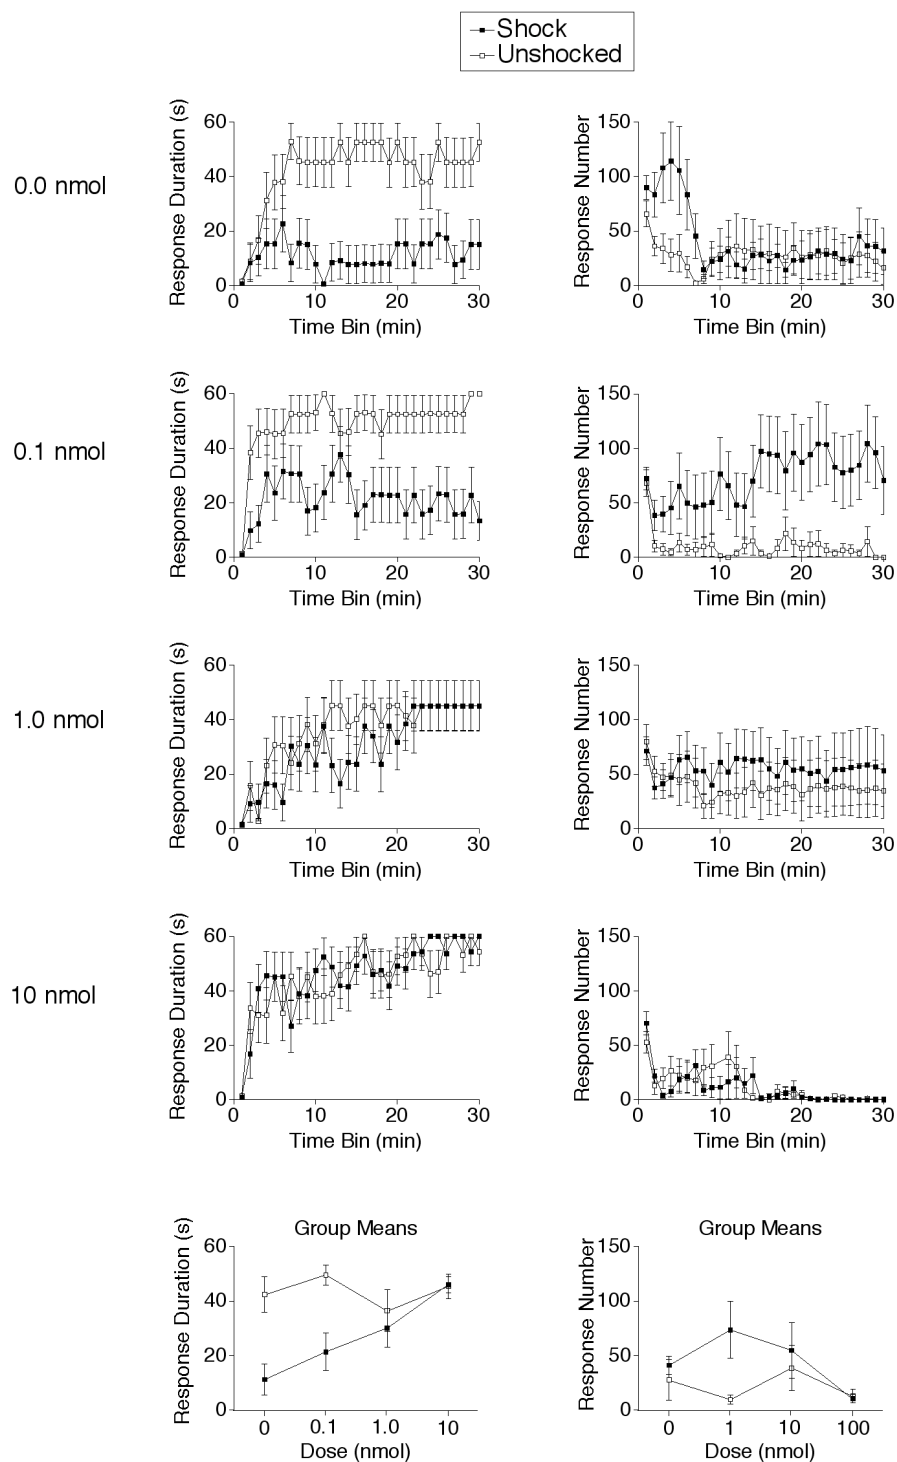 Shock
Unshocked
0.0 nmol
Response Duration (s)
60
40
20
0
0 10 20 30
Time Bin (min)
Response Number
150
100
50
0
0 10 20 30
Time Bin (min)
0.1 nmol
Response Duration (s)
60
40
20
0
0 10 20 30
Time Bin (min)
Response Number
150
100
50
0
0 10 20 30
Time Bin (min)
1.0 nmol
Response Duration (s)
60
40
20
0
0 10 20 30
Time Bin (min)
Response Number
150
100
50
0
0 10 20 30
Time Bin (min)
10 nmol
Response Duration (s)
60
40
20
0
0 10 20 30
Time Bin (min)
Response Number
150
100
50
0
0 10 20 30
Time Bin (min)
Group Means
Response Duration (s)
60
40
20
0
0 0.1 1.0 10
Dose (nmol)
Group Means
Response Number
150
100
50
0
0 1 10 100
Dose (nmol)